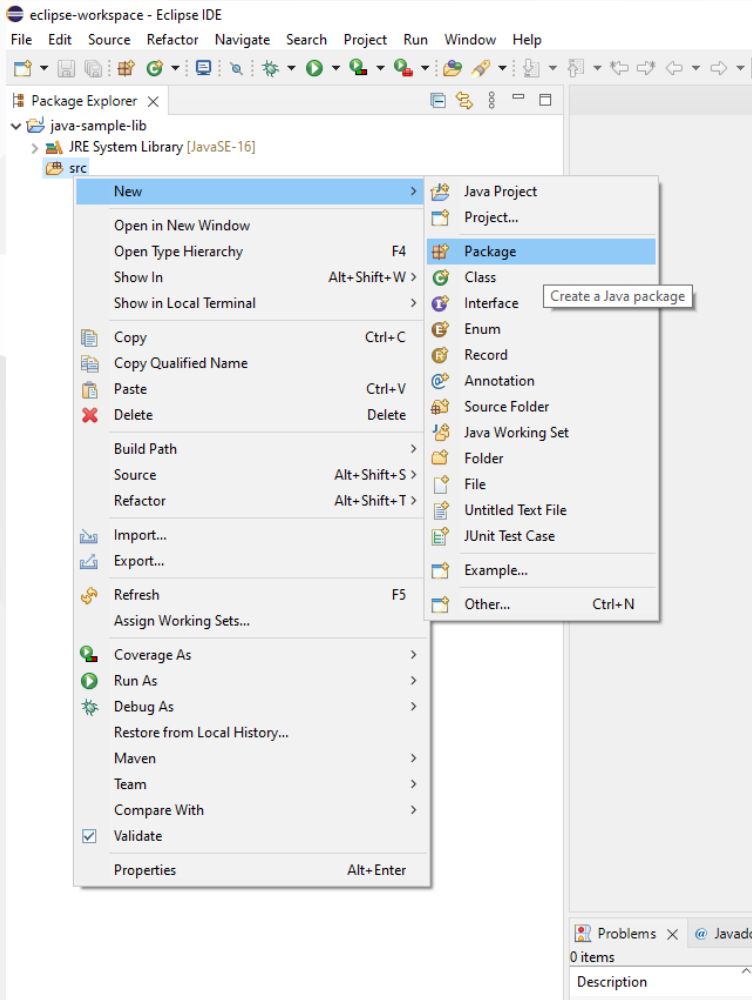 eclipse-workspace - Eclipse IDE
File Edit Source Refactor Navigate Search Project Run Window Help
Package Explorer
java-sample-lib
JRE System Library [JavaSE-16]
src
New
Open in New Window
Open Type Hierarchy F4
Show In Alt+Shift+W
Show in Local Terminal
Copy Ctrl+C
Copy Qualified Name
Paste Ctrl+V
Delete Delete
Build Path
Source Alt+Shift+S
Refactor Alt+Shift+T
Import...
Export...
Refresh F5
Assign Working Sets...
Coverage As
Run As
Debug As
Restore from Local History...
Maven
Team
Compare With
Validate
Properties Alt+Enter
Java Project
Project...
Package
Class
Create a Java package
Interface
Enum
Record
Annotation
Source Folder
Java Working Set
Folder
File
Untitled Text File
JUnit Test Case
Example...
Other... Ctrl+N
Problems @ Javado
0 items
Description